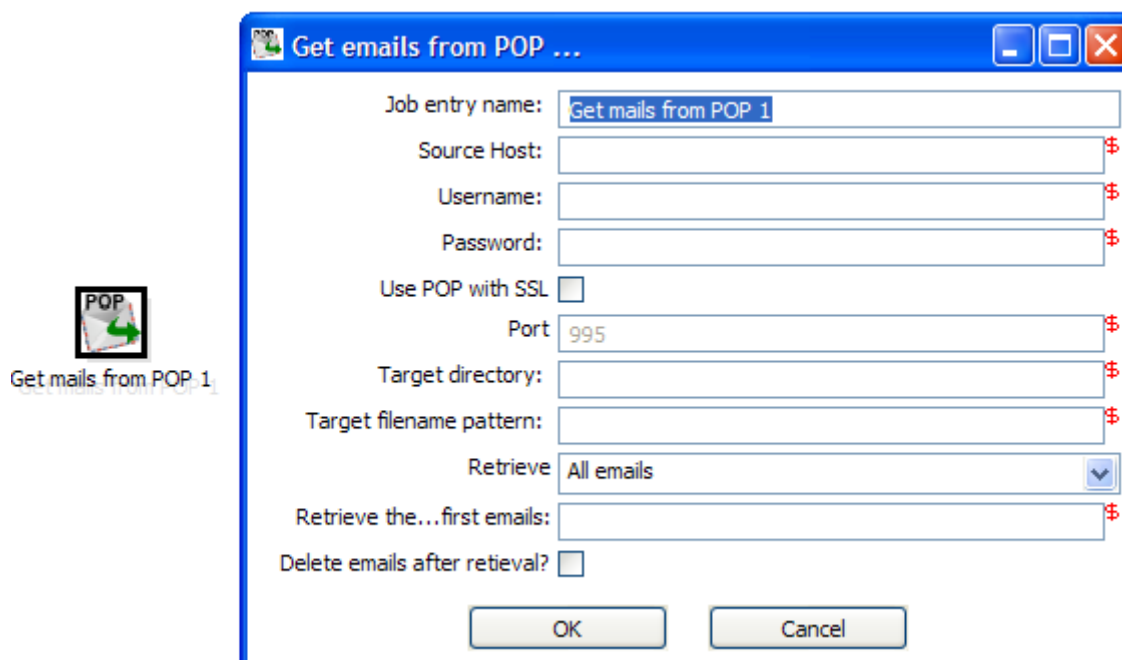 Get emails from POP ...
Job entry name: Get mails from POP 1
Source Host: $
Username: $
Password: $
Use POP with SSL
Port 995 $
Target directory: $
Target filename pattern: $
Retrieve All emails
Retrieve the...first emails: $
Delete emails after retieval?
OK Cancel
POP
Get mails from POP 1